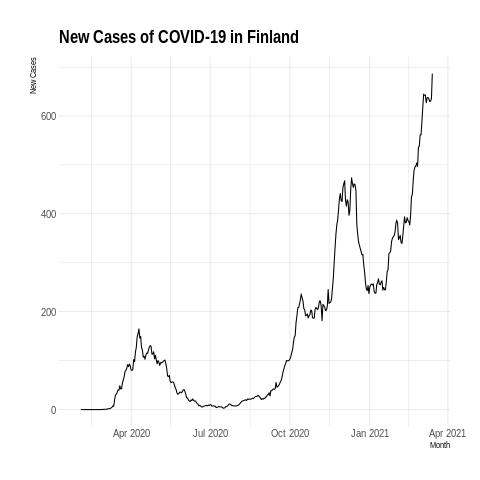 New Cases of COVID-19 in Finland
New Cases
600
400
200
0
Apr 2020 Jul 2020 Oct 2020 Jan 2021 Apr 2021
Month